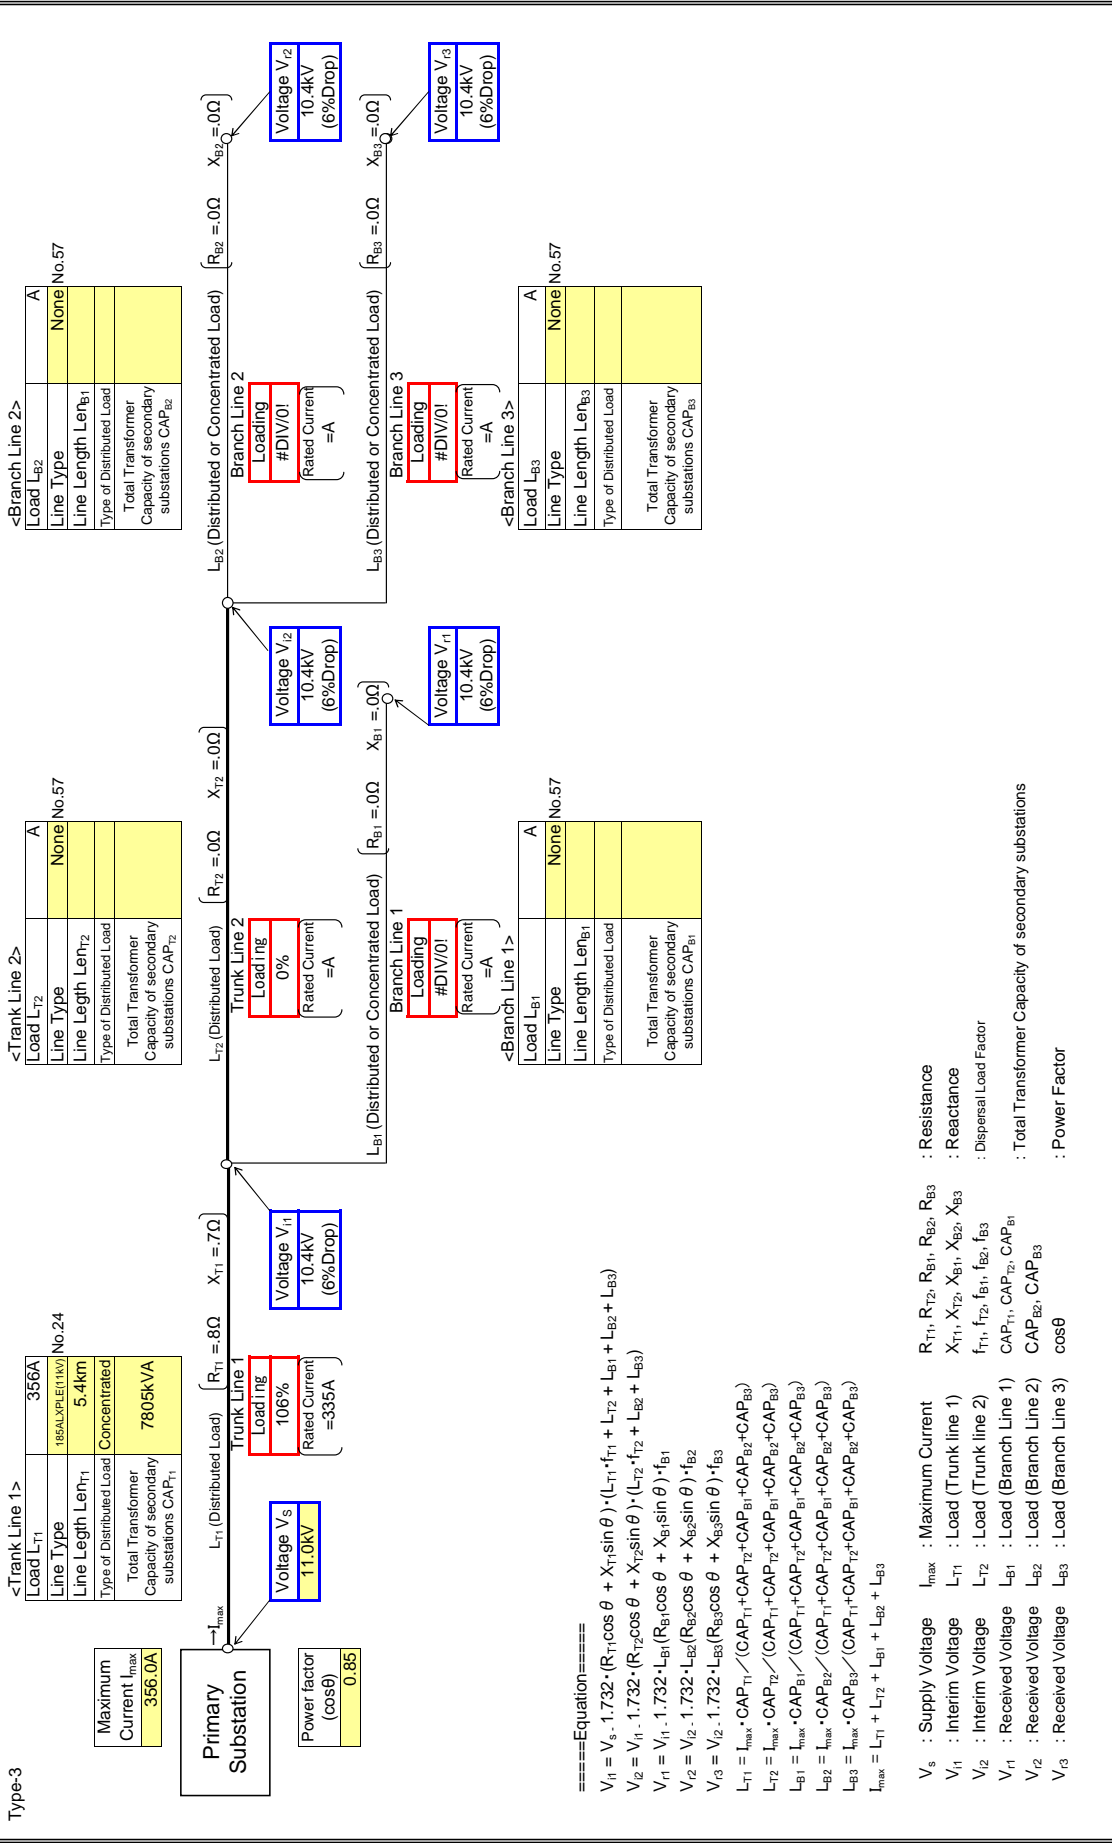 Type-3
Maximum
Current Imax
356.0A
Primary
Substation
Power factor
(cosθ)
0.85
→Imax
Voltage VS
11.0kV
<Trank Line 1>
Load LT1 356A
Line Type 185ALXPLE(11kV) No.24
Line Legth LenT1 5.4km
Type of Distributed Load Concentrated
Total Transformer
Capacity of secondary
substations CAPT1
7805kVA
LT1 (Distributed Load)
RT1 =.8Ω XT1 =.7Ω
Trunk Line 1
Loading
106%
Rated Current
=335A
Voltage Vi1
10.4kV
(6%Drop)
<Trank Line 2>
Load LT2 A
Line Type None No.57
Line Length LenT2
Type of Distributed Load
Total Transformer
Capacity of secondary
substations CAPT2
LT2 (Distributed Load)
RT2 =.0Ω XT2 =.0Ω
Trunk Line 2
Loading
0%
Rated Current
=A
Voltage Vi2
10.4kV
(6%Drop)
LB1 (Distributed or Concentrated Load)
RB1 =.0Ω XB1 =.0Ω
Branch Line 1
Loading
#DIV/0!
Rated Current
=A
Voltage Vr1
10.4kV
(6%Drop)
<Branch Line 1>
Load LB1 A
Line Type None No.57
Line Length LenB1
Type of Distributed Load
Total Transformer
Capacity of secondary
substations CAPB1
<Branch Line 2>
Load LB2 A
Line Type None No.57
Line Length LenB1
Type of Distributed Load
Total Transformer
Capacity of secondary
substations CAPB2
LB2 (Distributed or Concentrated Load)
RB2 =.0Ω XB2 =.0Ω
Branch Line 2
Loading
#DIV/0!
Rated Current
=A
Voltage Vr2
10.4kV
(6%Drop)
LB3 (Distributed or Concentrated Load)
RB3 =.0Ω XB3 =.0Ω
Branch Line 3
Loading
#DIV/0!
Rated Current
=A
Voltage Vr3
10.4kV
(6%Drop)
<Branch Line 3>
Load LB3 A
Line Type None No.57
Line Length LenB3
Type of Distributed Load
Total Transformer
Capacity of secondary
substations CAPB3
=====Equation=====
Vi1 = Vs - 1.732・(RT1cos θ + XT1sin θ)・(LT1・fT1 + LT2 + LB1 + LB2 + LB3)
Vi2 = Vi1 - 1.732・(RT2cos θ + XT2sin θ)・(LT2・fT2 + LB2 + LB3)
Vr1 = Vi1 - 1.732・LB1(RB1cos θ + XB1sin θ)・fB1
Vr2 = Vi2 - 1.732・LB2(RB2cos θ + XB2sin θ)・fB2
Vr3 = Vi2 - 1.732・LB3(RB3cos θ + XB3sin θ)・fB3
LT1 = Imax・CAPT1／(CAPT1+CAPT2+CAPB1+CAPB2+CAPB3)
LT2 = Imax・CAPT2／(CAPT1+CAPT2+CAPB1+CAPB2+CAPB3)
LB1 = Imax・CAPB1／(CAPT1+CAPT2+CAPB1+CAPB2+CAPB3)
LB2 = Imax・CAPB2／(CAPT1+CAPT2+CAPB1+CAPB2+CAPB3)
LB3 = Imax・CAPB3／(CAPT1+CAPT2+CAPB1+CAPB2+CAPB3)
Imax = LT1 + LT2 + LB1 + LB2 + LB3
Vs : Supply Voltage Imax : Maximum Current RT1, RT2, RB1, RB2, RB3 : Resistance
Vi1 : Interim Voltage LT1 : Load (Trunk line 1) XT1, XT2, XB1, XB2, XB3 : Reactance
Vi2 : Interim Voltage LT2 : Load (Trunk line 2) fT1, fT2, fB1, fB2, fB3 : Dispersal Load Factor
Vr1 : Received Voltage LB1 : Load (Branch Line 1) CAPT1, CAPT2, CAPB1 : Total Transformer Capacity of secondary substations
Vr2 : Received Voltage LB2 : Load (Branch Line 2) CAPB2, CAPB3
Vr3 : Received Voltage LB3 : Load (Branch Line 3) cosθ : Power Factor